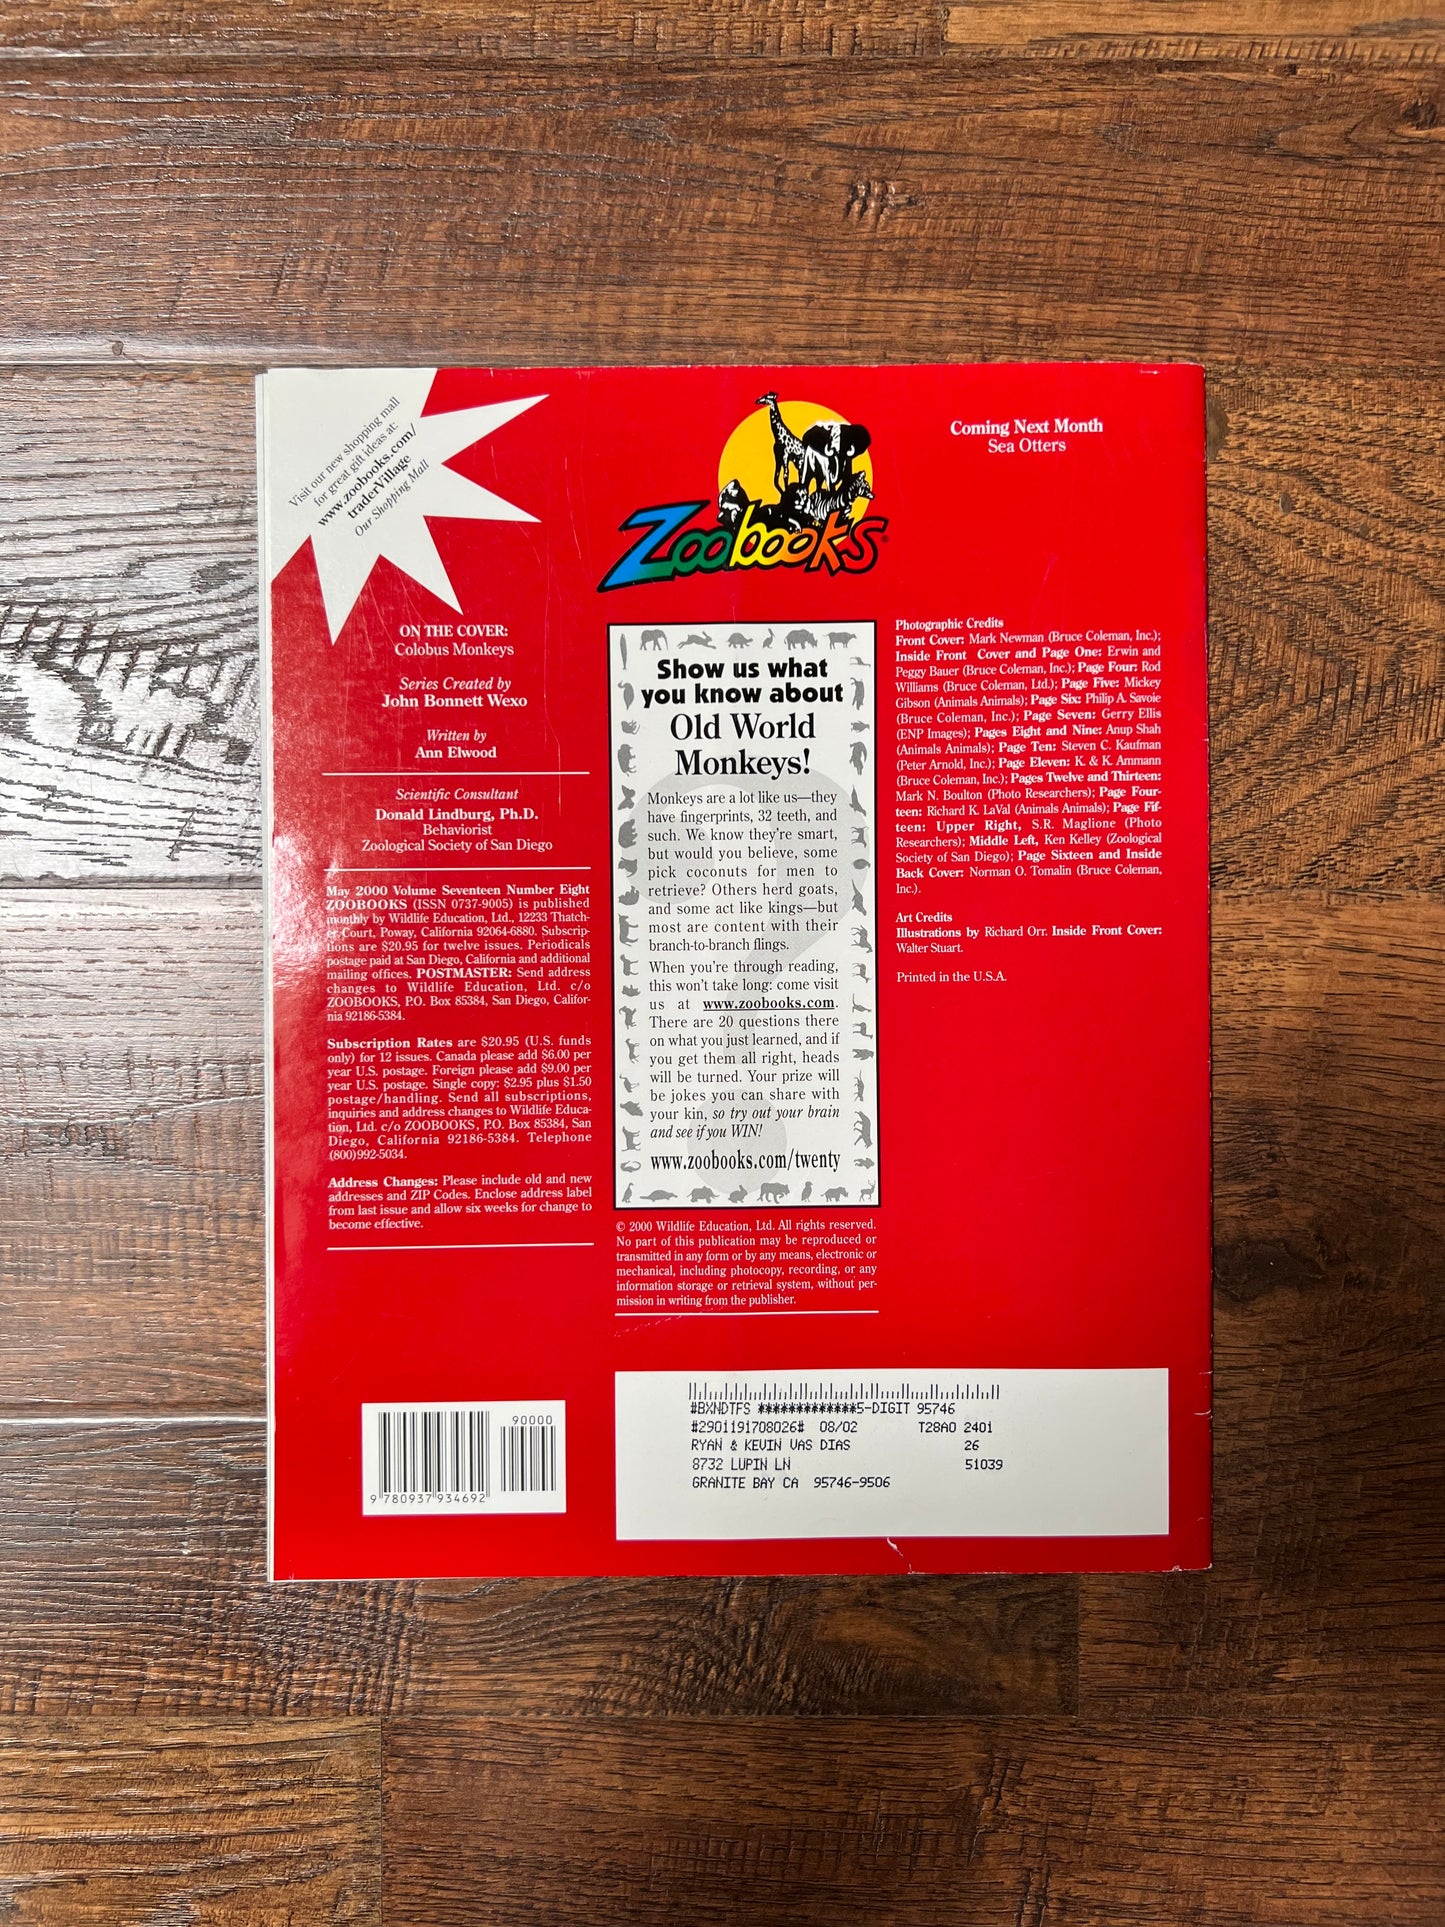 Visit our new shopping mall
for great gift ideas at:
www.zoobooks.com/
traderVillage
Our Shopping Mall
Zoobooks®
Coming Next Month
Sea Otters
ON THE COVER:
Colobus Monkeys
Series Created by
John Bonnett Wexo
Written by
Ann Elwood
Scientific Consultant
Donald Lindburg, Ph.D.
Behaviorist
Zoological Society of San Diego
May 2000 Volume Seventeen Number Eight
ZOOBOOKS (ISSN 0737-9005) is published
monthly by Wildlife Education, Ltd., 12233 Thatch-
er Court, Poway, California 92064-6880. Subscrip-
tions are $20.95 for twelve issues. Periodicals
postage paid at San Diego, California and additional
mailing offices. POSTMASTER: Send address
changes to Wildlife Education, Ltd. c/o
ZOOBOOKS, P.O. Box 85384, San Diego, Califor-
nia 92186-5384.
Subscription Rates are $20.95 (U.S. funds
only) for 12 issues. Canada please add $6.00 per
year U.S. postage. Foreign please add $9.00 per
year U.S. postage. Single copy: $2.95 plus $1.50
postage/handling. Send all subscriptions,
inquiries and address changes to Wildlife Educa-
tion, Ltd. c/o ZOOBOOKS, P.O. Box 85384, San
Diego, California 92186-5384. Telephone
(800)992-5034.
Address Changes: Please include old and new
addresses and ZIP Codes. Enclose address label
from last issue and allow six weeks for change to
become effective.
Show us what
you know about
Old World
Monkeys!
Monkeys are a lot like us—they
have fingerprints, 32 teeth, and
such. We know they're smart,
but would you believe, some
pick coconuts for men to
retrieve? Others herd goats,
and some act like kings—but
most are content with their
branch-to-branch flings.
When you're through reading,
this won't take long: come visit
us at www.zoobooks.com.
There are 20 questions there
on what you just learned, and if
you get them all right, heads
will be turned. Your prize will
be jokes you can share with
your kin, so try out your brain
and see if you WIN!
www.zoobooks.com/twenty
© 2000 Wildlife Education, Ltd. All rights reserved.
No part of this publication may be reproduced or
transmitted in any form or by any means, electronic or
mechanical, including photocopy, recording, or any
information storage or retrieval system, without per-
mission in writing from the publisher.
Photographic Credits
Front Cover: Mark Newman (Bruce Coleman, Inc.);
Inside Front Cover and Page One: Erwin and
Peggy Bauer (Bruce Coleman, Inc.); Page Four: Rod
Williams (Bruce Coleman, Ltd.); Page Five: Mickey
Gibson (Animals Animals); Page Six: Philip A. Savoie
(Bruce Coleman, Inc.); Page Seven: Gerry Ellis
(ENP Images); Pages Eight and Nine: Anup Shah
(Animals Animals); Page Ten: Steven C. Kaufman
(Peter Arnold, Inc.); Page Eleven: K. & K. Ammann
(Bruce Coleman, Inc.); Pages Twelve and Thirteen:
Mark N. Boulton (Photo Researchers); Page Four-
teen: Richard K. LaVal (Animals Animals); Page Fif-
teen: Upper Right, S.R. Maglione (Photo
Researchers); Middle Left, Ken Kelley (Zoological
Society of San Diego); Page Sixteen and Inside
Back Cover: Norman O. Tomalin (Bruce Coleman,
Inc.).
Art Credits
Illustrations by Richard Orr. Inside Front Cover:
Walter Stuart.
Printed in the U.S.A.
90000
9 780937 934692
#BXNDTFS *************5-DIGIT 95746
#2901191708026# 08/02 T28A0 2401
RYAN & KEVIN VAS DIAS 26
8732 LUPIN LN 51039
GRANITE BAY CA 95746-9506